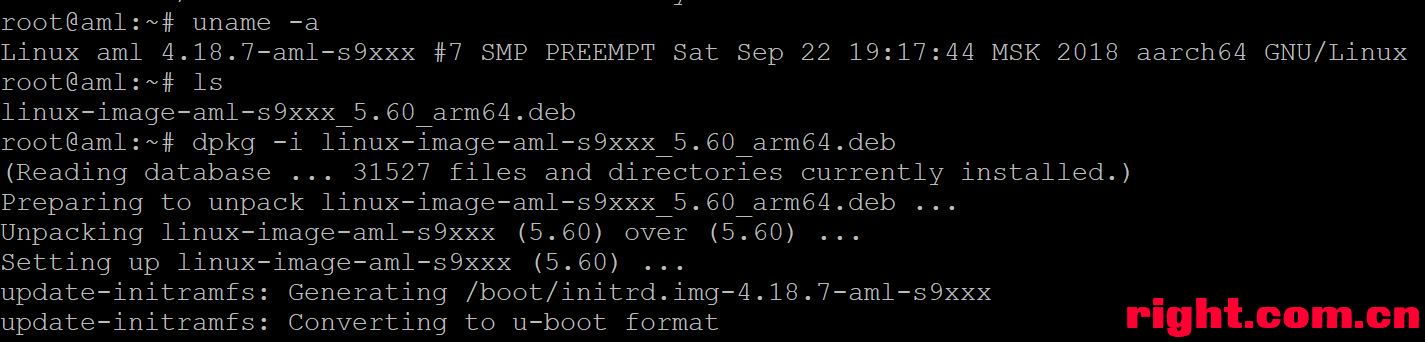 root@aml:~# uname -a
Linux aml 4.18.7-aml-s9xxx #7 SMP PREEMPT Sat Sep 22 19:17:44 MSK 2018 aarch64 GNU/Linux
root@aml:~# ls
linux-image-aml-s9xxx_5.60_arm64.deb
root@aml:~# dpkg -i linux-image-aml-s9xxx_5.60_arm64.deb
(Reading database ... 31527 files and directories currently installed.)
Preparing to unpack linux-image-aml-s9xxx_5.60_arm64.deb ...
Unpacking linux-image-aml-s9xxx (5.60) over (5.60) ...
Setting up linux-image-aml-s9xxx (5.60) ...
update-initramfs: Generating /boot/initrd.img-4.18.7-aml-s9xxx
update-initramfs: Converting to u-boot format
right.com.cn